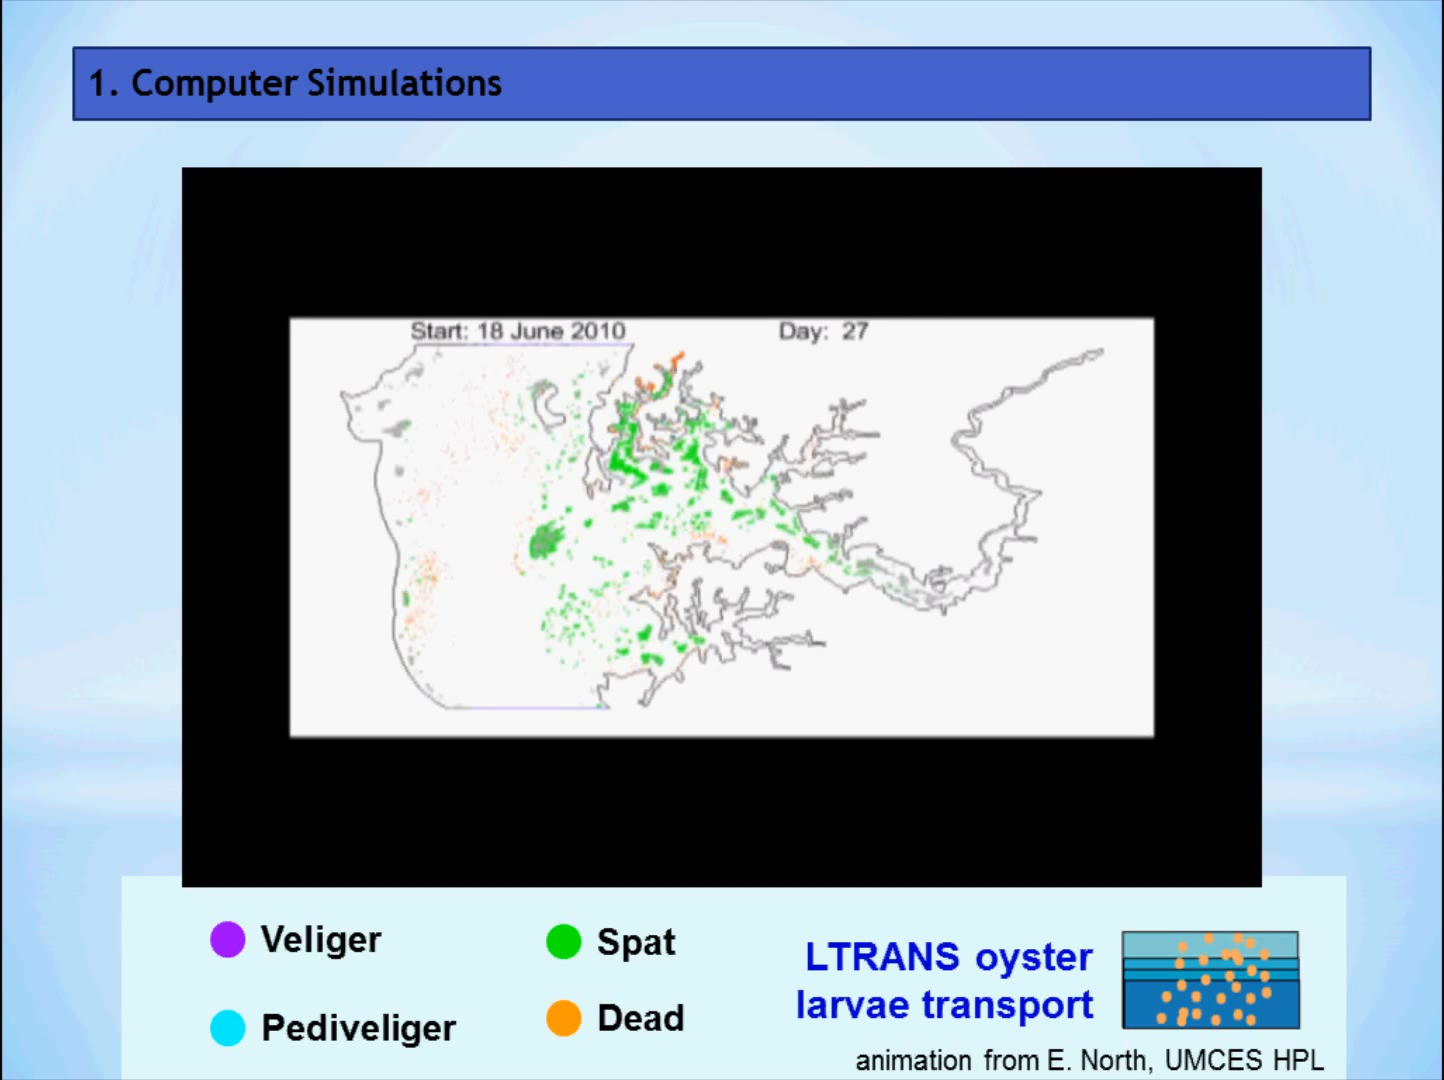 1. Computer Simulations
Start: 18 June 2010
Day: 27
Veliger
Spat
Pediveliger
Dead
LTRANS oyster
larvae transport
animation from E. North, UMCES HPL